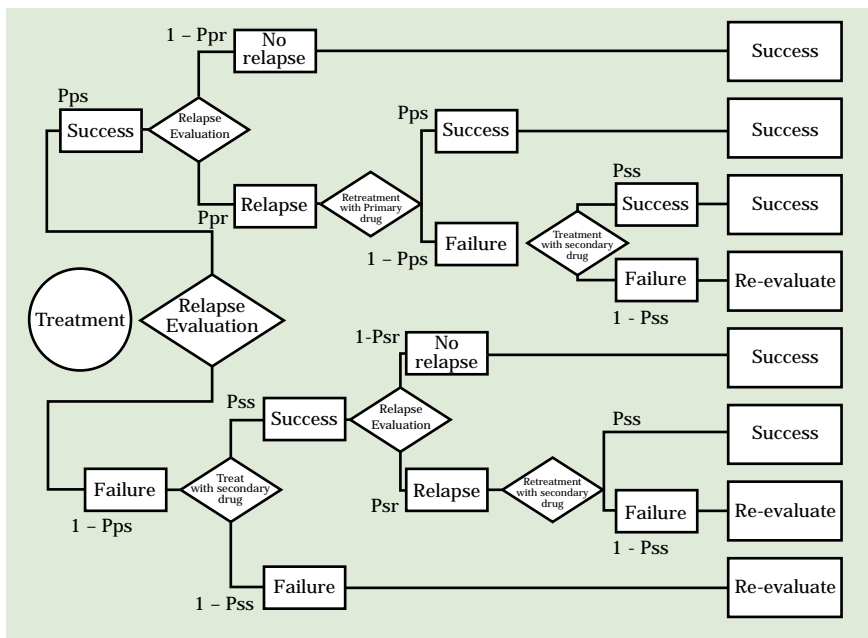 1 – Ppr
No
relapse
Success
Pps
Success
Relapse
Evaluation
Pps
Success
Success
Ppr
Relapse
Retreatment
with Primary
drug
Pss
Success
Success
1 – Pps
Failure
Treatment
with secondary
drug
Failure
Re-evaluate
1 - Pss
Treatment
Relapse
Evaluation
1-Psr
No
relapse
Success
Pss
Success
Relapse
Evaluation
Pss
Success
Failure
1 – Pps
Treat
with secondary
drug
Psr
Relapse
Retreatment
with secondary
drug
Failure
Re-evaluate
1 - Pss
1 – Pss
Failure
Re-evaluate